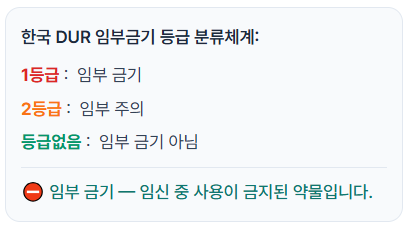 한국 DUR 임부금기 등급 분류체계:
1등급 : 임부 금기
2등급 : 임부 주의
등급없음 : 임부 금기 아님
⛔ 임부 금기 — 임신 중 사용이 금지된 약물입니다.